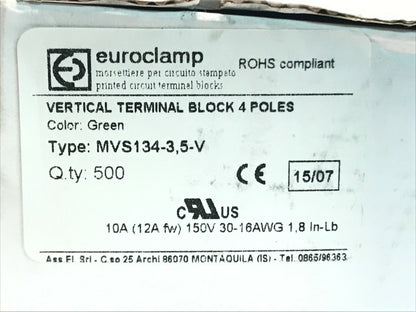 euroclamp
ROHS compliant
morsettiere per circuito stampato
printed circuit terminal blocks
VERTICAL TERMINAL BLOCK 4 POLES
Color: Green
Type: MVS134-3,5-V
Q.ty: 500
CE 15/07
c RU US
10A (12A fw) 150V 30-16AWG 1,8 In-Lb
Ass.El. Srl - C.so 25 Archi 86070 MONTAQUILA (IS) - Tel. 0865/96363